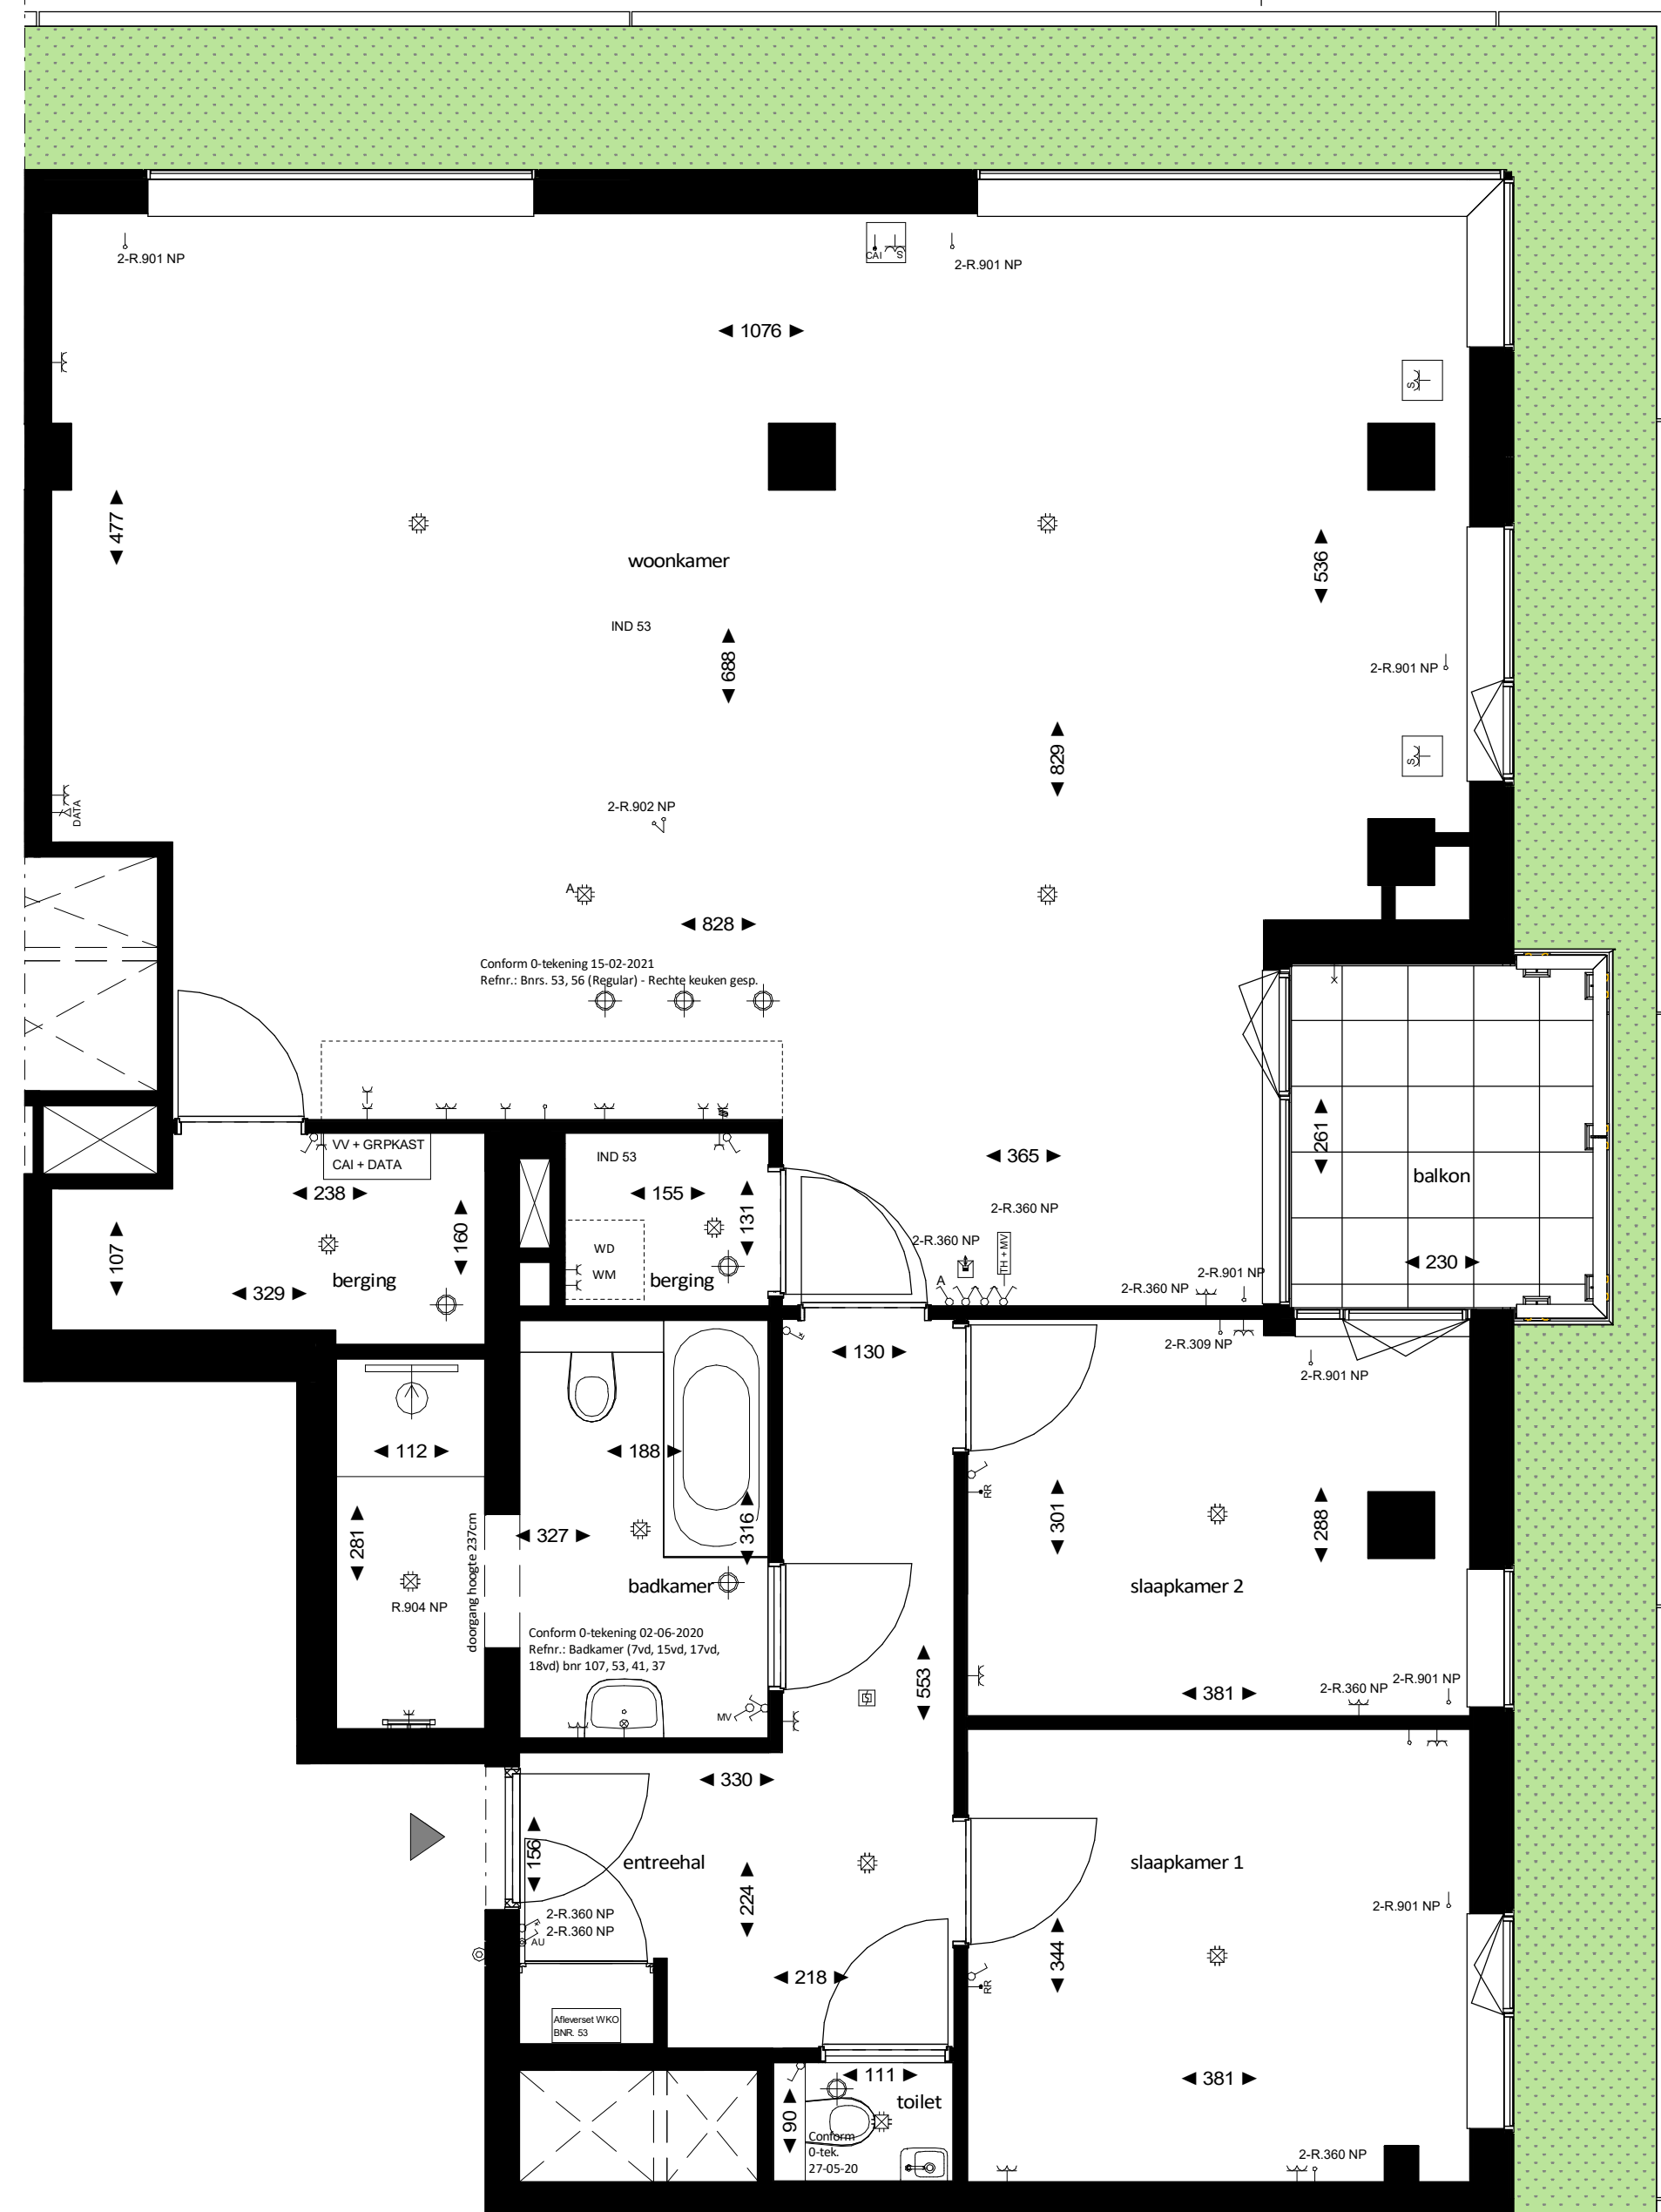 2-R.901 NP
CAI
S
2-R.901 NP
1076
S
477
536
woonkamer
IND 53
688
2-R.901 NP
829
S
DATA
2-R.902 NP
A
828
Conform 0-tekening 15-02-2021
Refnr.: Bnrs. 53, 56 (Regular) - Rechte keuken gesp.
VV + GRPKAST
CAI + DATA
IND 53
365
261
balkon
238
155
131
2-R.360 NP
107
160
2-R.360 NP
TH + MV
WD
WM
berging
berging
230
329
A
2-R.360 NP
2-R.901 NP
130
2-R.309 NP
2-R.901 NP
112
188
RR
281
327
316
301
288
doorgang hoogte 237cm
badkamer
slaapkamer 2
R.904 NP
Conform 0-tekening 02-06-2020
Refnr.: Badkamer (7vd, 15vd, 17vd,
18vd) bnr 107, 53, 41, 37
553
381
2-R.360 NP
2-R.901 NP
MV
330
156
entreehal
slaapkamer 1
224
2-R.360 NP
2-R.360 NP
AU
2-R.901 NP
344
218
RR
Afleverset WKO
BNR. 53
111
381
90
toilet
Conform
0-tek.
27-05-20
2-R.360 NP